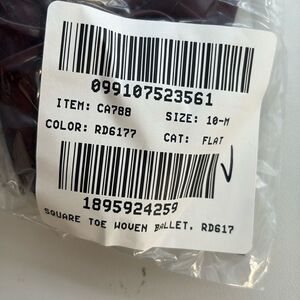 099107523561
ITEM: CA788 SIZE: 10-M
COLOR: RD6177 CAT: FLAT
1895924259
SQUARE TOE WOVEN BALLET, RD617